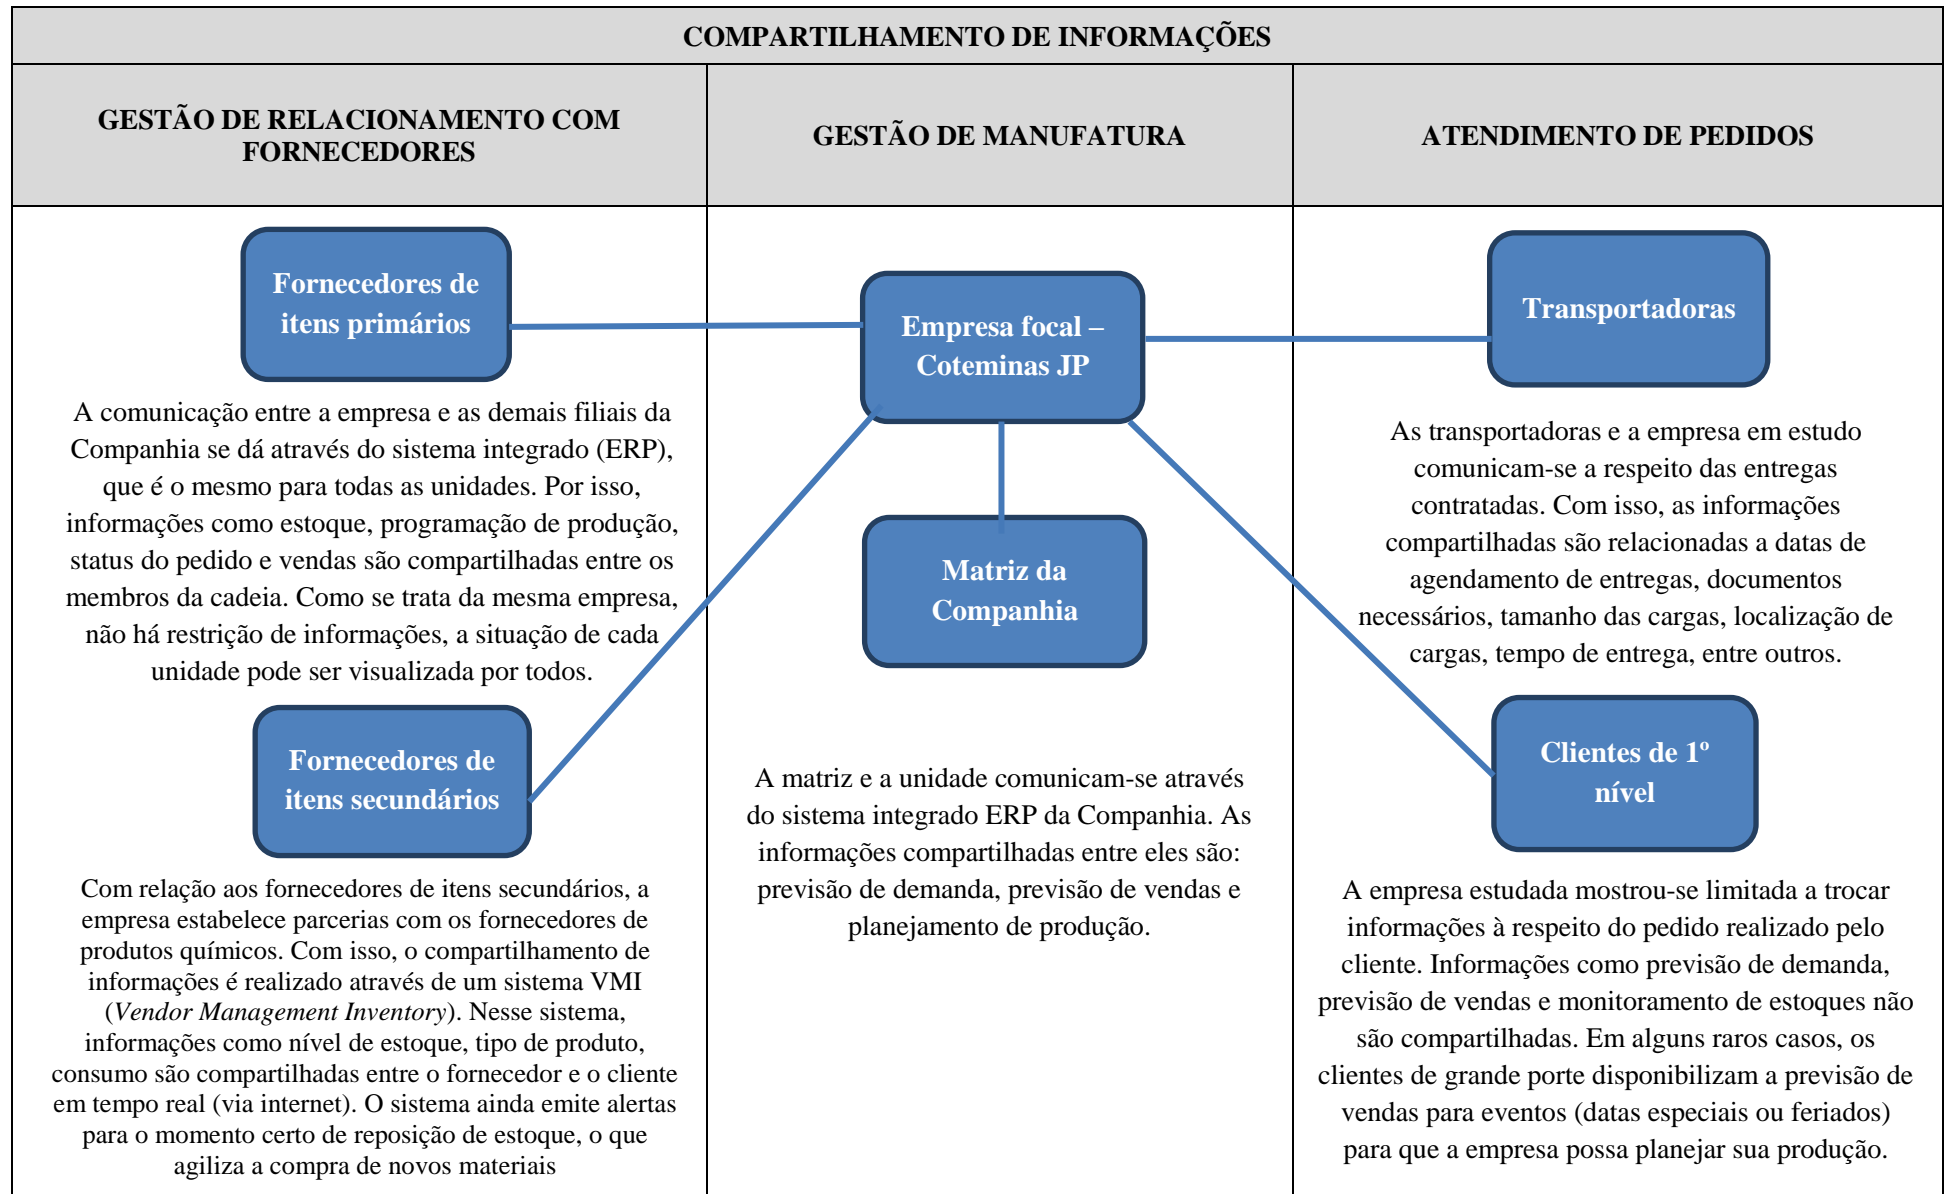 COMPARTILHAMENTO DE INFORMAÇÕES
GESTÃO DE RELACIONAMENTO COM
FORNECEDORES
GESTÃO DE MANUFATURA
ATENDIMENTO DE PEDIDOS
Fornecedores de
itens primários
A comunicação entre a empresa e as demais filiais da
Companhia se dá através do sistema integrado (ERP),
que é o mesmo para todas as unidades. Por isso,
informações como estoque, programação de produção,
status do pedido e vendas são compartilhadas entre os
membros da cadeia. Como se trata da mesma empresa,
não há restrição de informações, a situação de cada
unidade pode ser visualizada por todos.
Fornecedores de
itens secundários
Com relação aos fornecedores de itens secundários, a
empresa estabelece parcerias com os fornecedores de
produtos químicos. Com isso, o compartilhamento de
informações é realizado através de um sistema VMI
(Vendor Management Inventory). Nesse sistema,
informações como nível de estoque, tipo de produto,
consumo são compartilhadas entre o fornecedor e o cliente
em tempo real (via internet). O sistema ainda emite alertas
para o momento certo de reposição de estoque, o que
agiliza a compra de novos materiais
Empresa focal –
Coteminas JP
Matriz da
Companhia
A matriz e a unidade comunicam-se através
do sistema integrado ERP da Companhia. As
informações compartilhadas entre eles são:
previsão de demanda, previsão de vendas e
planejamento de produção.
Transportadoras
As transportadoras e a empresa em estudo
comunicam-se a respeito das entregas
contratadas. Com isso, as informações
compartilhadas são relacionadas a datas de
agendamento de entregas, documentos
necessários, tamanho das cargas, localização de
cargas, tempo de entrega, entre outros.
Clientes de 1º
nível
A empresa estudada mostrou-se limitada a trocar
informações à respeito do pedido realizado pelo
cliente. Informações como previsão de demanda,
previsão de vendas e monitoramento de estoques não
são compartilhadas. Em alguns raros casos, os
clientes de grande porte disponibilizam a previsão de
vendas para eventos (datas especiais ou feriados)
para que a empresa possa planejar sua produção.